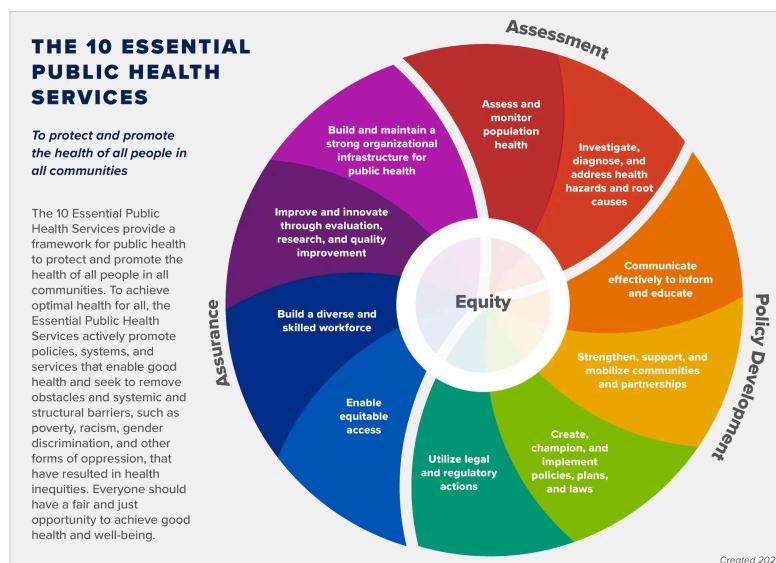 THE 10 ESSENTIAL
PUBLIC HEALTH
SERVICES
To protect and promote
the health of all people in
all communities
The 10 Essential Public
Health Services provide a
framework for public health
to protect and promote the
health of all people in all
communities. To achieve
optimal health for all, the
Essential Public Health
Services actively promote
policies, systems, and
services that enable good
health and seek to remove
obstacles and systemic and
structural barriers, such as
poverty, racism, gender
discrimination, and other
forms of oppression, that
have resulted in health
inequities. Everyone should
have a fair and just
opportunity to achieve good
health and well-being.
Assessment
Assess and
monitor
population
health
Investigate,
diagnose, and
address health
hazards and root
causes
Policy Development
Communicate
effectively to inform
and educate
Strengthen, support, and
mobilize communities
and partnerships
Create,
champion, and
implement
policies, plans,
and laws
Utilize legal
and regulatory
actions
Assurance
Enable
equitable
access
Build a diverse and
skilled workforce
Improve and innovate
through evaluation,
research, and quality
improvement
Build and maintain a
strong organizational
infrastructure for
public health
Equity
Created 202